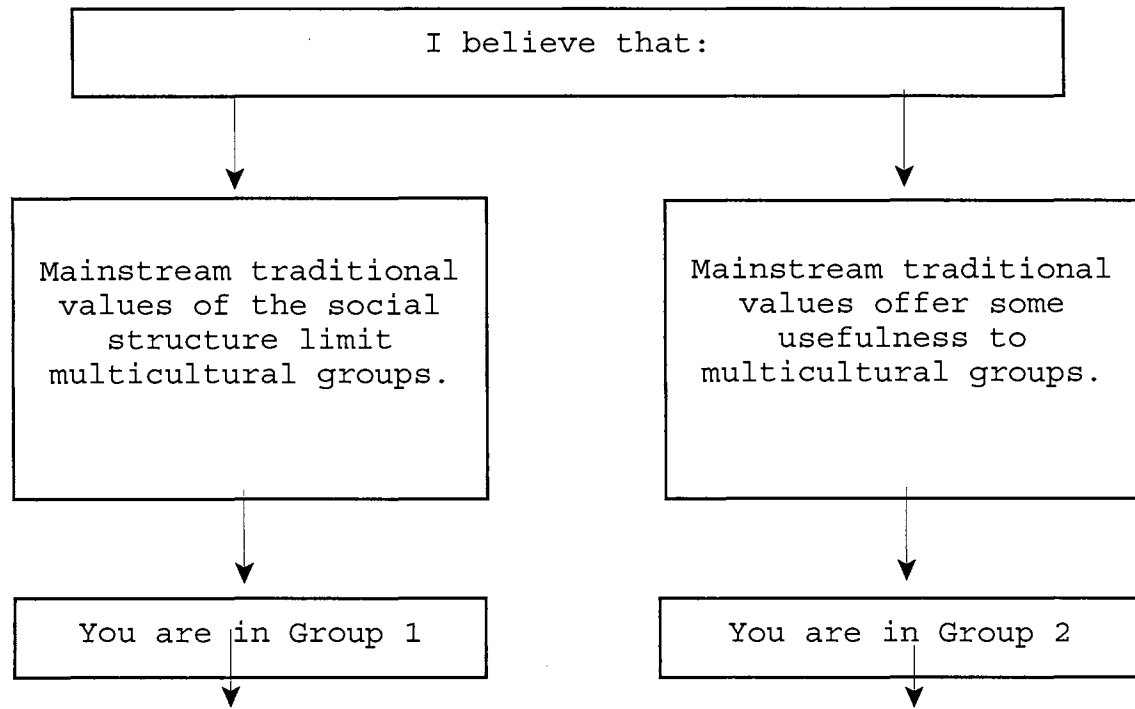 I believe that:
Mainstream traditional
values of the social
structure limit
multicultural groups.
Mainstream traditional
values offer some
usefulness to
multicultural groups.
You are in Group 1
You are in Group 2